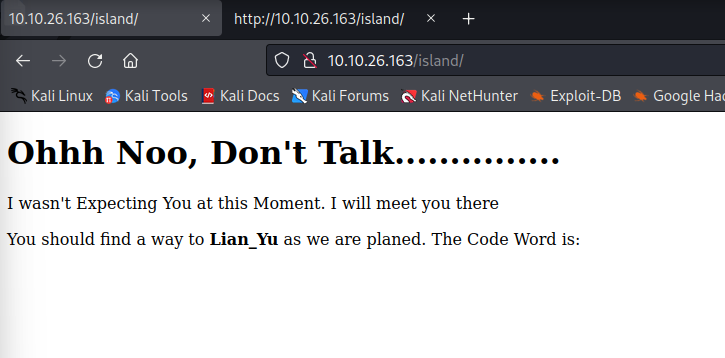 10.10.26.163/island/
http://10.10.26.163/island/
10.10.26.163/island/
Kali Linux Kali Tools Kali Docs Kali Forums Kali NetHunter Exploit-DB Google Hac
Ohhh Noo, Don't Talk...............
I wasn't Expecting You at this Moment. I will meet you there
You should find a way to Lian_Yu as we are planed. The Code Word is: